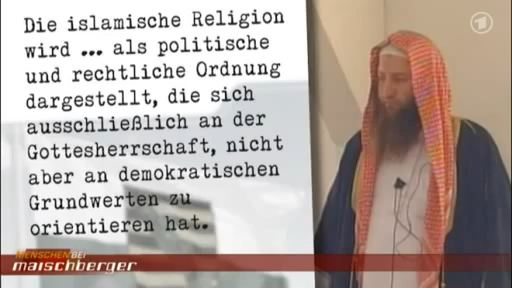 Die islamische Religion
wird ... als politische
und rechtliche Ordnung
dargestellt, die sich
ausschließlich an der
Gottesherrschaft, nicht
aber an demokratischen
Grundwerten zu
orientieren hat.
MENSCHEN BEI
maischberger
1